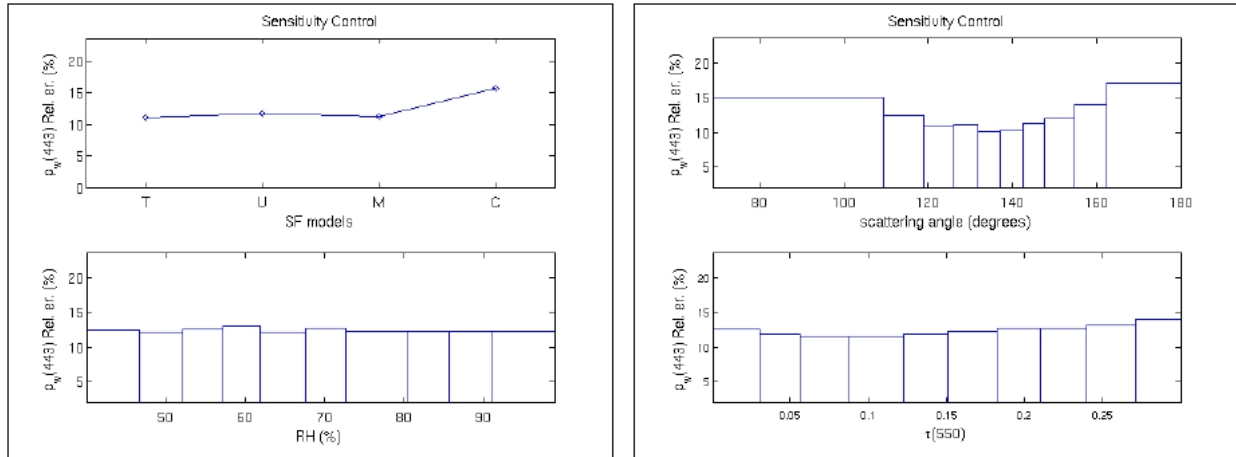 Sensitivity Control
ρw(443) Rel. er. (%)
20
15
10
5
0
T U M C
SF models
ρw(443) Rel. er. (%)
20
15
10
5
50 60 70 80 90
RH (%)
Sensitivity Control
ρw(443) Rel. er. (%)
20
15
10
5
80 100 120 140 160 180
scattering angle (degrees)
ρw(443) Rel. er. (%)
20
15
10
5
0.05 0.1 0.15 0.2 0.25
τ(550)